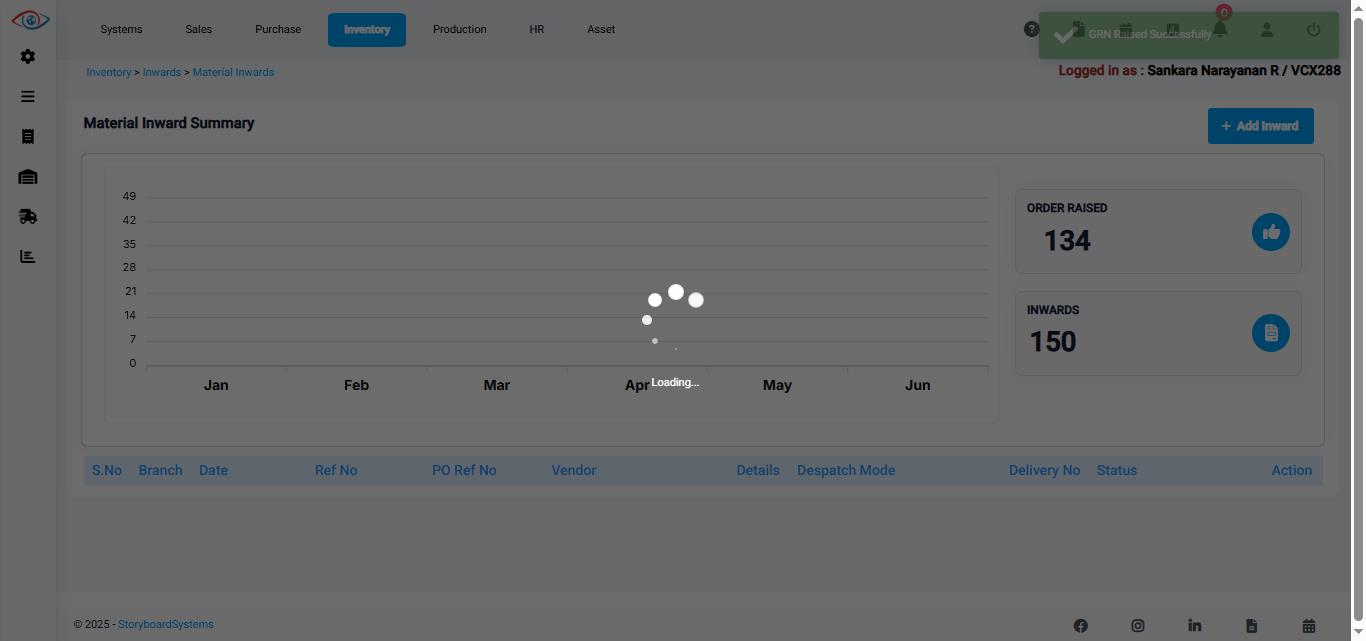 Systems Sales Purchase Inventory Production HR Asset ? 0
GRN Raised Successfully
Inventory > Inwards > Material Inwards
Logged in as : Sankara Narayanan R / VCX288
Material Inward Summary
+ Add Inward
49
42
35
28
21
14
7
0
Jan Feb Mar Apr May Jun
Loading...
ORDER RAISED
134
INWARDS
150
S.No Branch Date Ref No PO Ref No Vendor Details Despatch Mode Delivery No Status Action
© 2025 - StoryboardSystems